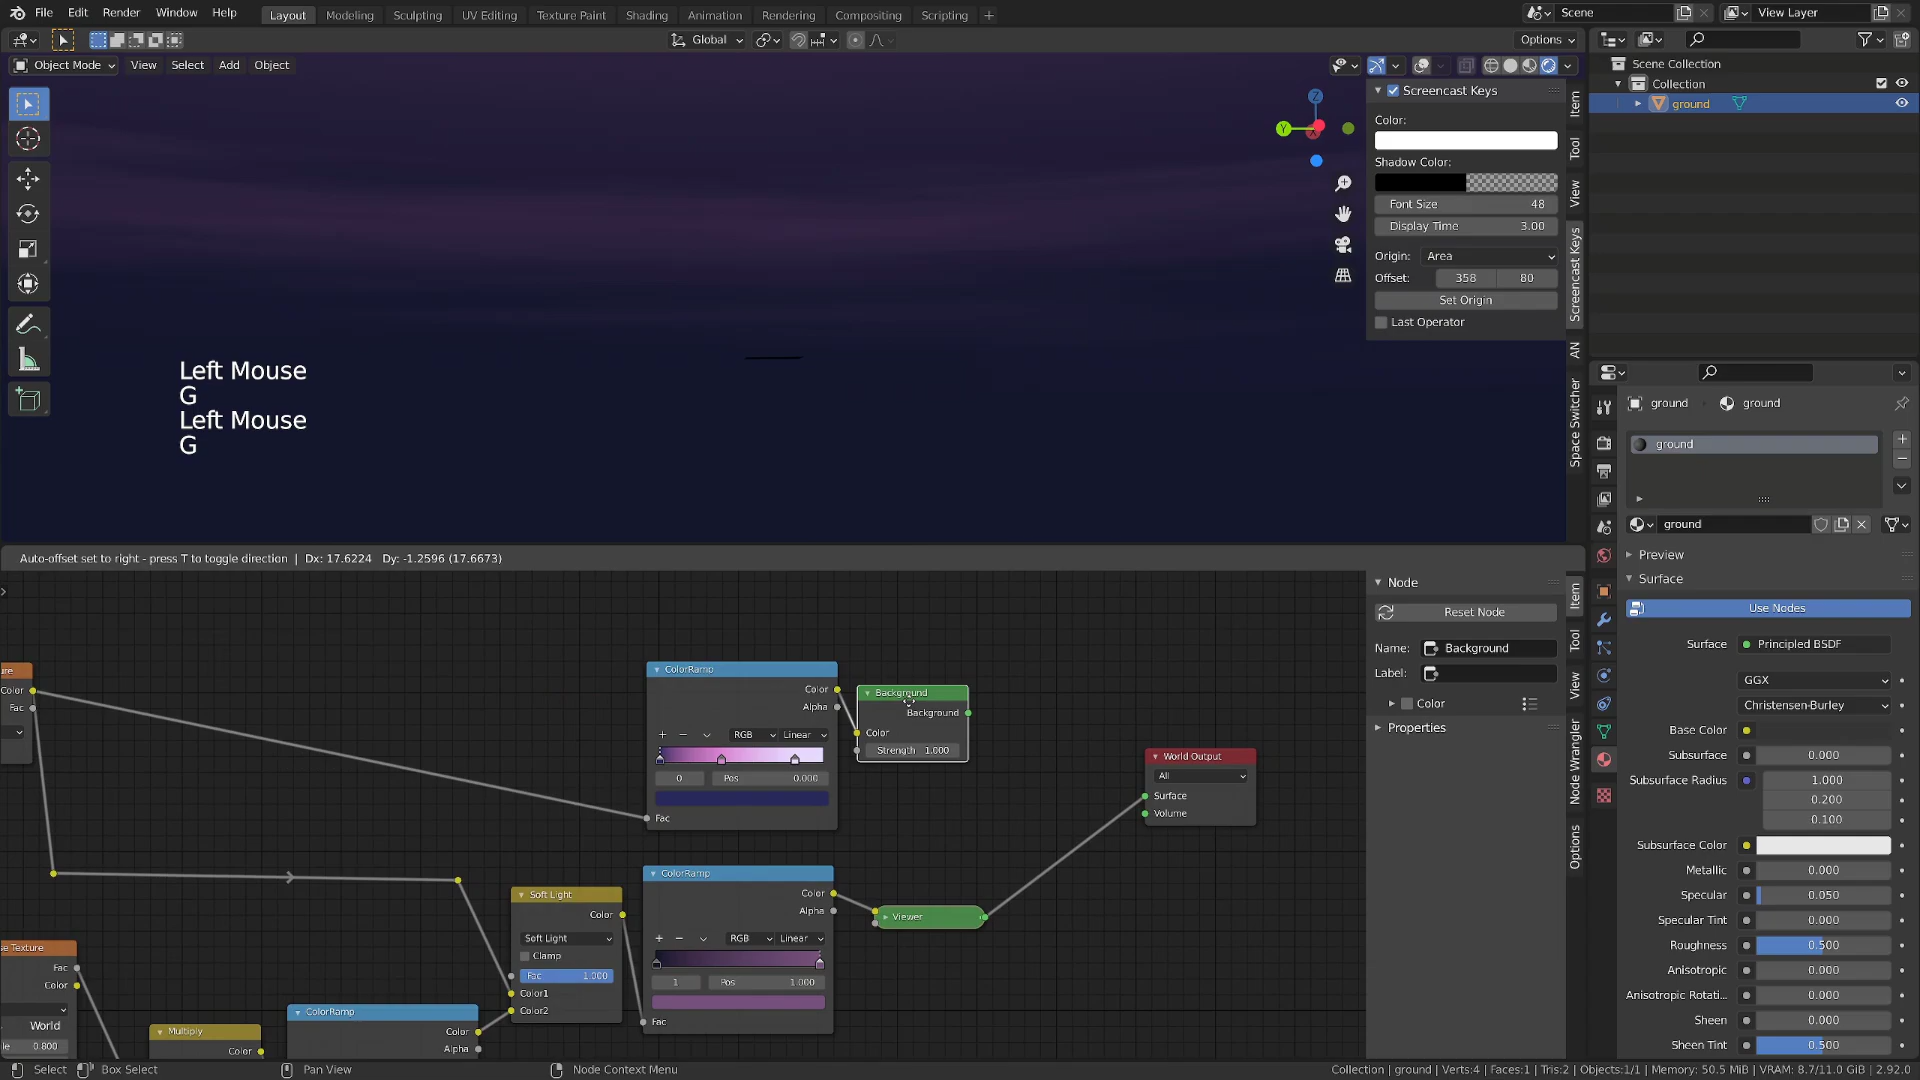 File Edit Render Window Help Layout Modeling Sculpting UV Editing Texture Paint Shading Animation Rendering Compositing Scripting + Scene View Layer
Global Options
Object Mode View Select Add Object
Screencast Keys
Color:
Shadow Color:
Font Size 48
Display Time 3.00
Origin: Area
Offset: 358 80
Set Origin
Last Operator
Item
Tool
View
Screencast Keys
AN
Space Switcher
Z
Y
Left Mouse
G
Left Mouse
G
Scene Collection
Collection
ground
ground ground
ground
ground
Preview
Surface
Use Nodes
Surface Principled BSDF
GGX
Christensen-Burley
Base Color
Subsurface 0.000
Subsurface Radius 1.000
0.200
0.100
Subsurface Color
Metallic 0.000
Specular 0.050
Specular Tint 0.000
Roughness 0.500
Anisotropic 0.000
Anisotropic Rotati... 0.000
Sheen 0.000
Sheen Tint 0.500
Auto-offset set to right - press T to toggle direction | Dx: 17.6224 Dy: -1.2596 (17.6673)
Node
Reset Node
Name: Background
Label:
Color
Properties
Item
Tool
View
Node Wrangler
Options
ure
Color
Fac
ColorRamp
Color
Alpha
RGB Linear
0 Pos 0.000
Fac
Background
Background
Color
Strength 1.000
World Output
All
Surface
Volume
Soft Light
Color
Soft Light
Clamp
Fac 1.000
Color1
Color2
ColorRamp
Color
Alpha
RGB Linear
1 Pos 1.000
Fac
Viewer
se Texture
Fac
Color
World
le 0.800
Multiply
Color
ColorRamp
Color
Alpha
Select Box Select Pan View Node Context Menu Collection | ground | Verts:4 | Faces:1 | Tris:2 | Objects:1/1 | Memory: 50.5 MiB | VRAM: 8.7/11.0 GiB | 2.92.0